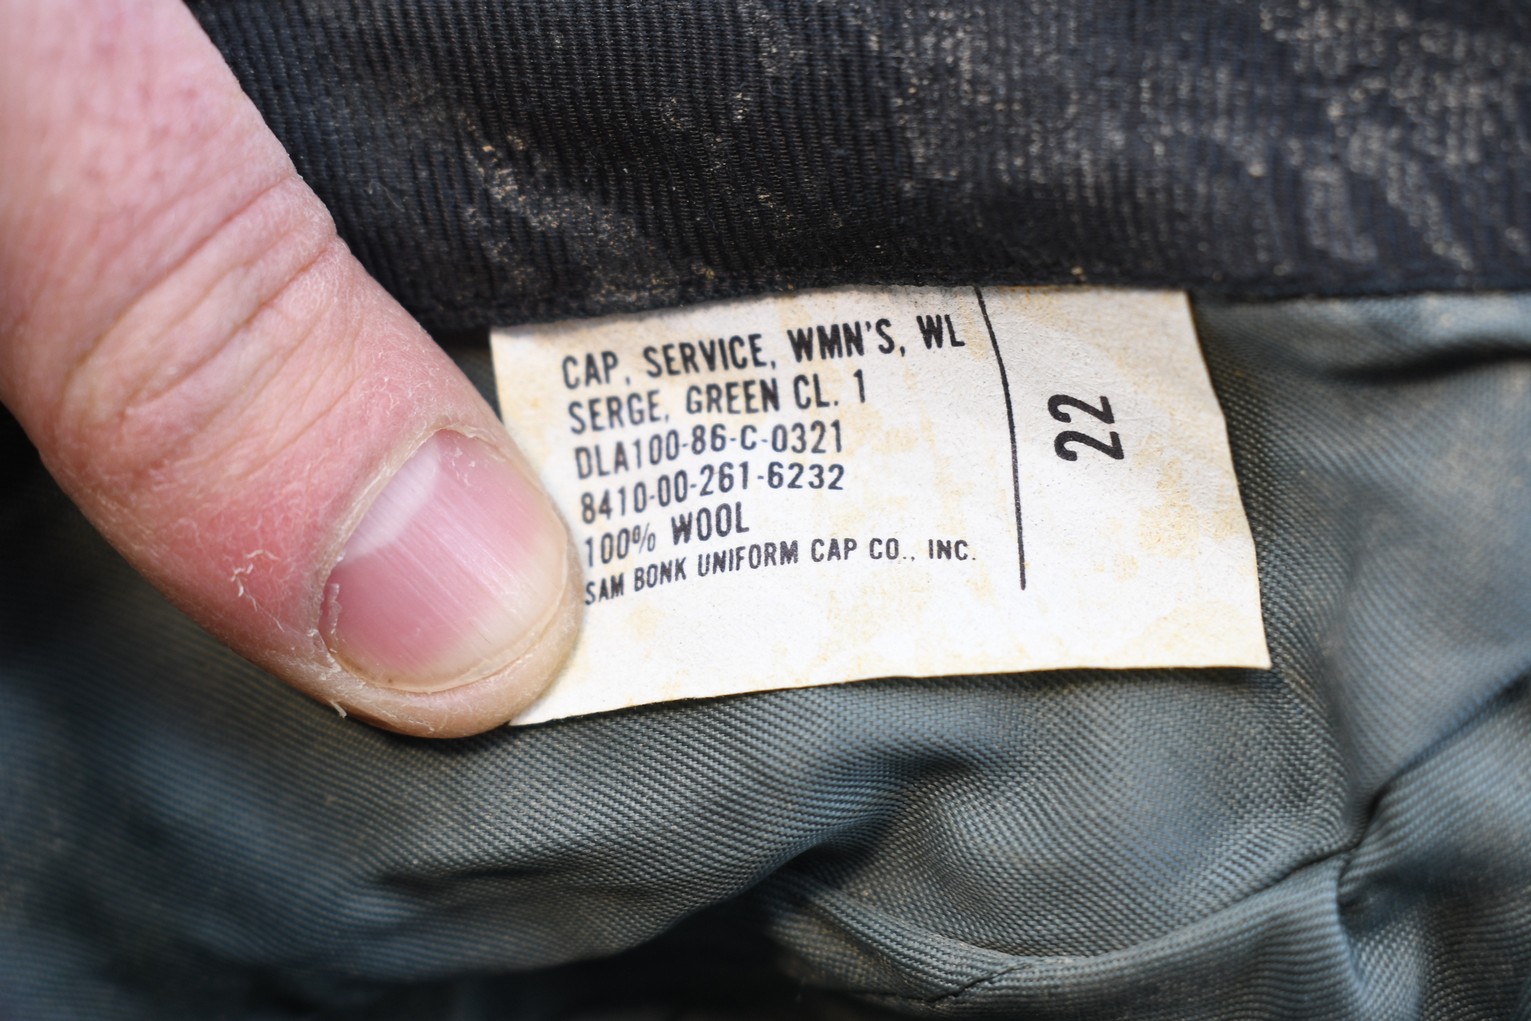 CAP, SERVICE, WMN'S, WL
SERGE, GREEN CL. 1
DLA100-86-C-0321
8410-00-261-6232
100% WOOL
SAM BONK UNIFORM CAP CO., INC.
22